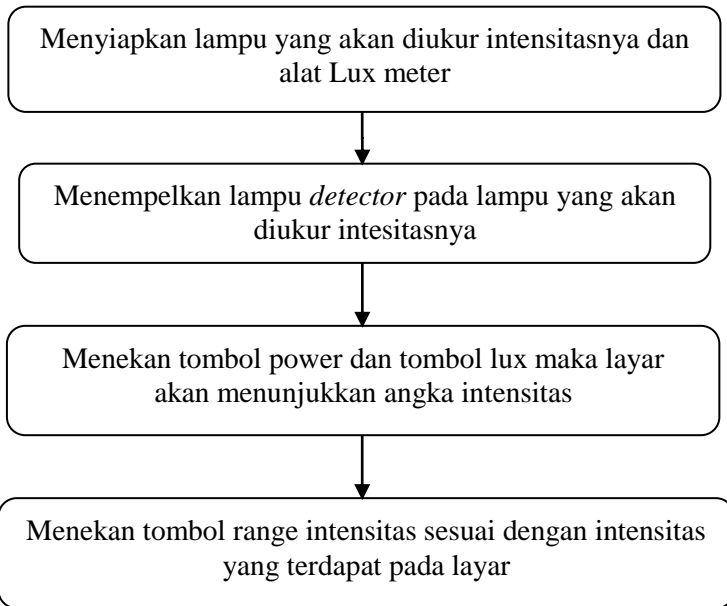 Menyiapkan lampu yang akan diukur intensitasnya dan
alat Lux meter
Menempelkan lampu detector pada lampu yang akan
diukur intesitasnya
Menekan tombol power dan tombol lux maka layar
akan menunjukkan angka intensitas
Menekan tombol range intensitas sesuai dengan intensitas
yang terdapat pada layar